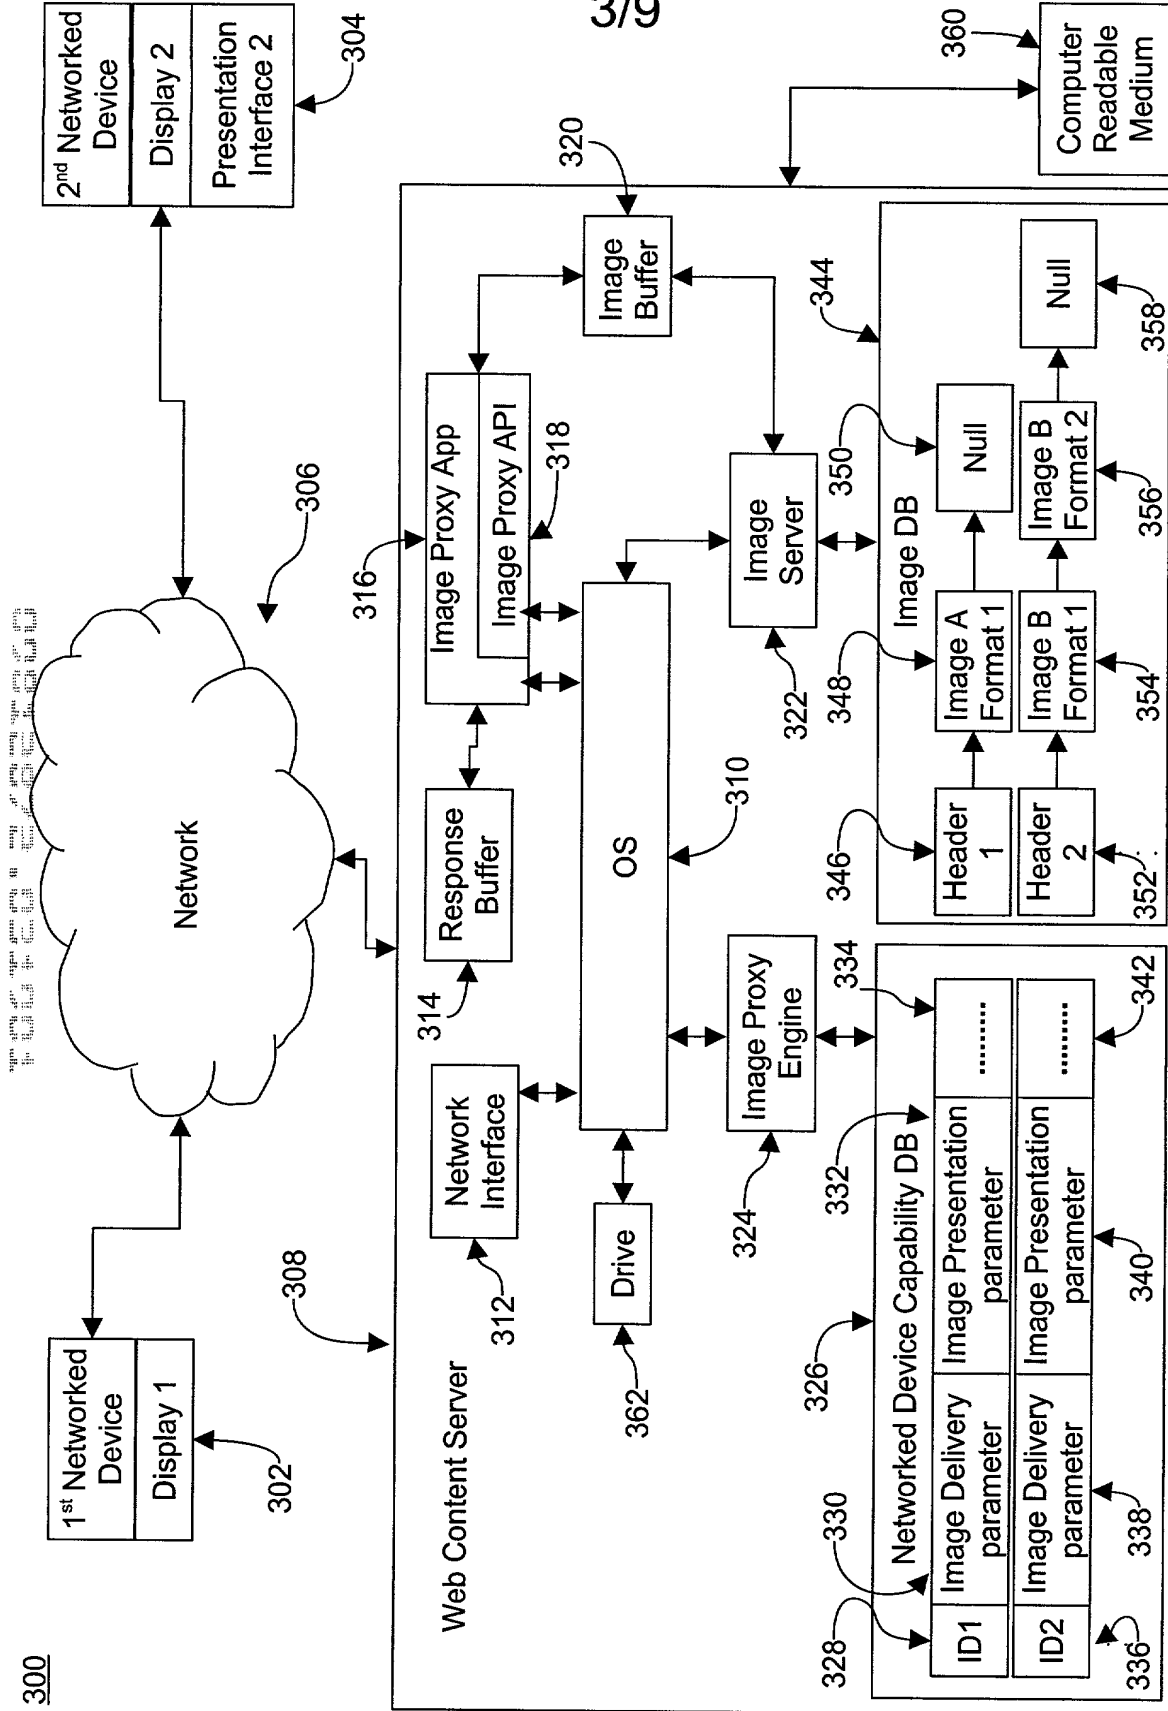 3/9
300
1st Networked
Device
Display 1
302
Network
306
2nd Networked
Device
Display 2
Presentation
Interface 2
304
308
Web Content Server
Network
Interface
312
Response
Buffer
314
316
Image Proxy App
Image Proxy API
318
Image
Buffer
320
Drive
362
OS
310
Image Proxy
Engine
324
Image
Server
322
360
Computer
Readable
Medium
326
Networked Device Capability DB
328
330
332
334
ID1
Image Delivery
parameter
Image Presentation
parameter
.........
ID2
Image Delivery
parameter
Image Presentation
parameter
.........
336
338
340
342
344
Image DB
346
348
350
Header
1
Image A
Format 1
Null
Header
2
Image B
Format 1
Image B
Format 2
Null
352
354
356
358